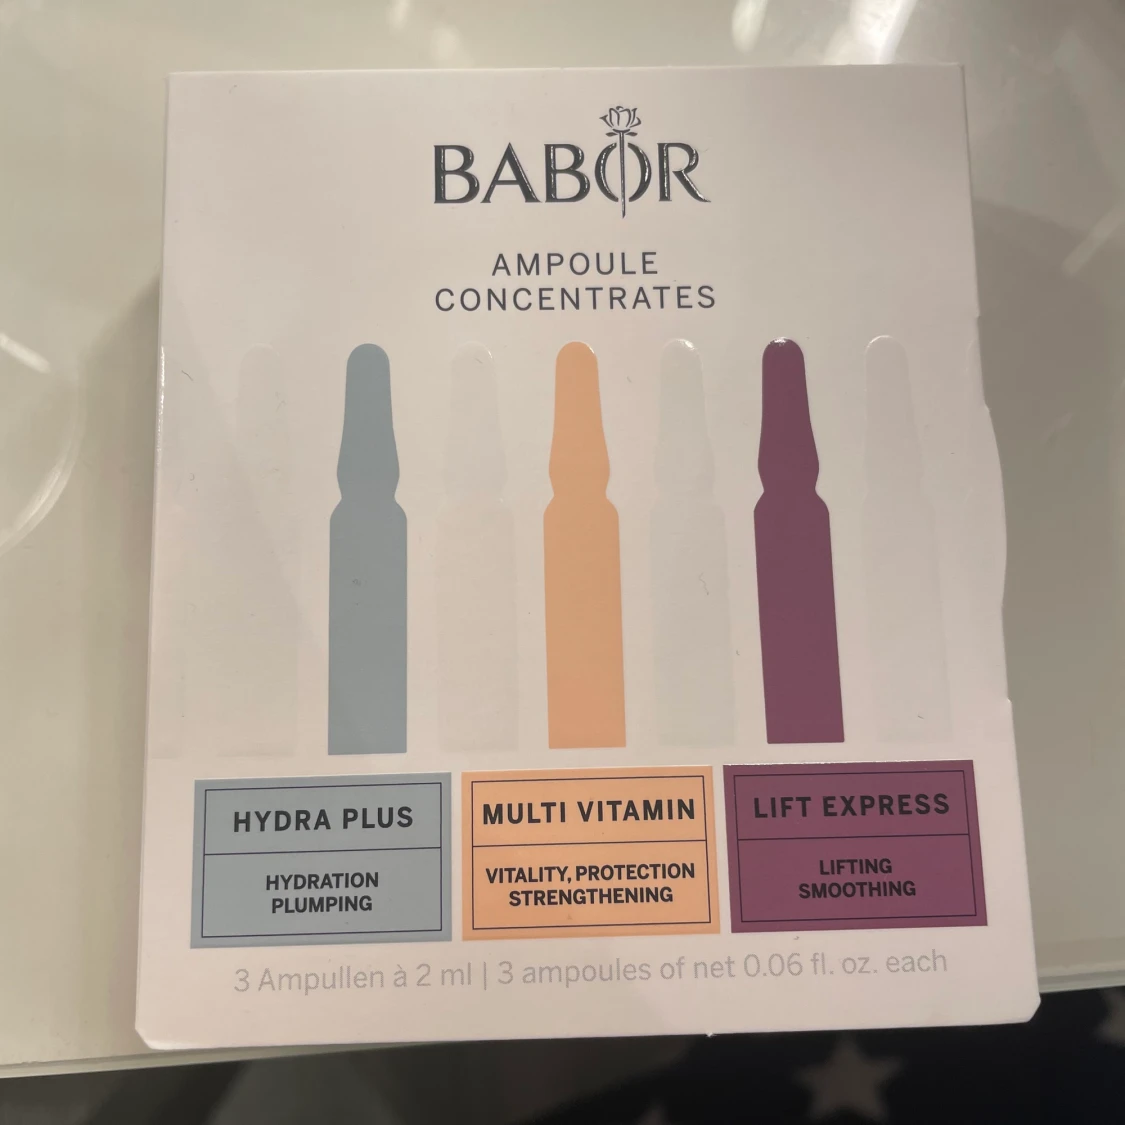 BABOR
AMPOULE
CONCENTRATES
HYDRA PLUS
HYDRATION
PLUMPING
MULTI VITAMIN
VITALITY, PROTECTION
STRENGTHENING
LIFT EXPRESS
LIFTING
SMOOTHING
3 Ampullen à 2 ml | 3 ampoules of net 0.06 fl. oz. each